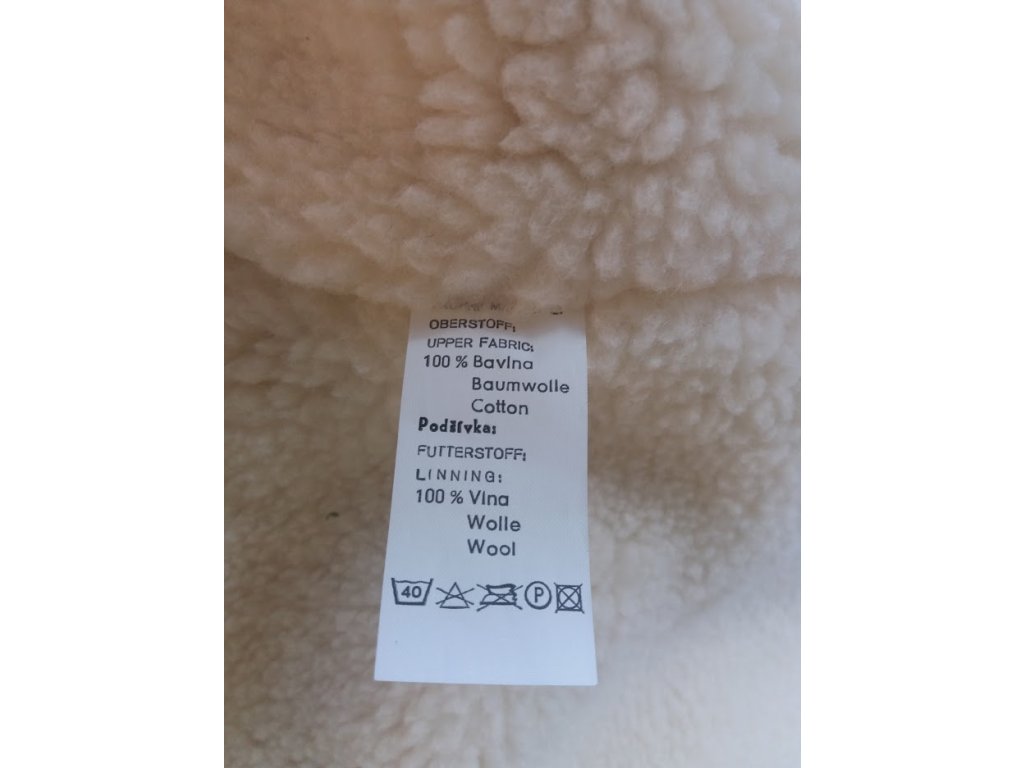 OBERSTOFF:
UPPER FABRIC:
100 % Bavlna
Baumwolle
Cotton
Podšívka:
FUTTERSTOFF:
LINNING:
100 % Vlna
Wolle
Wool
40 P